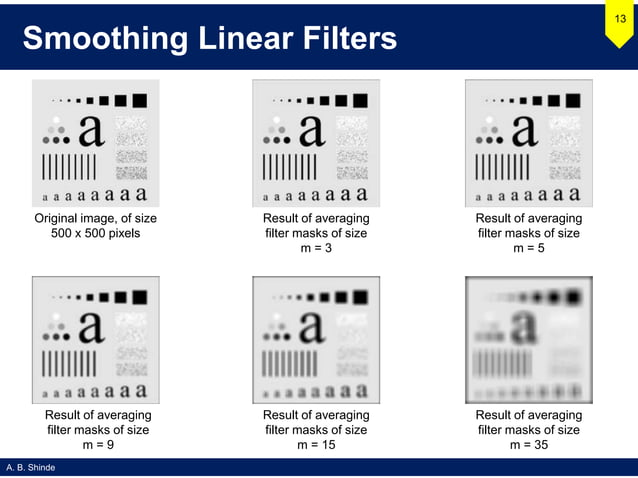 13
Smoothing Linear Filters
a
a a a a a a a a
a
a a a a a a a a
a
a a a a a a a a
Original image, of size
500 x 500 pixels
Result of averaging
filter masks of size
m = 3
Result of averaging
filter masks of size
m = 5
a
a a a a a a a a
a
a a a a a a a a
a
Result of averaging
filter masks of size
m = 9
Result of averaging
filter masks of size
m = 15
Result of averaging
filter masks of size
m = 35
A. B. Shinde